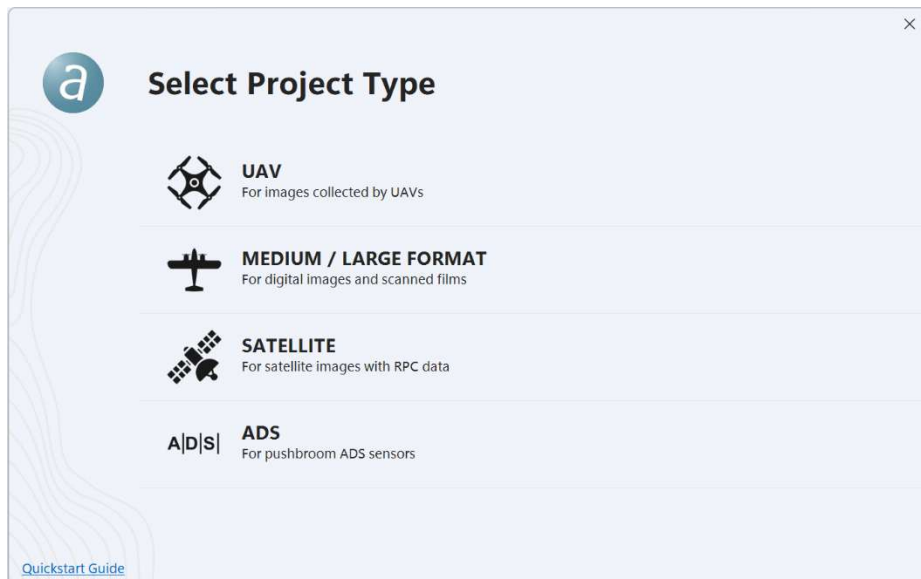 a
Select Project Type
UAV
For images collected by UAVs
MEDIUM / LARGE FORMAT
For digital images and scanned films
SATELLITE
For satellite images with RPC data
A|D|S|
ADS
For pushbroom ADS sensors
Quickstart Guide